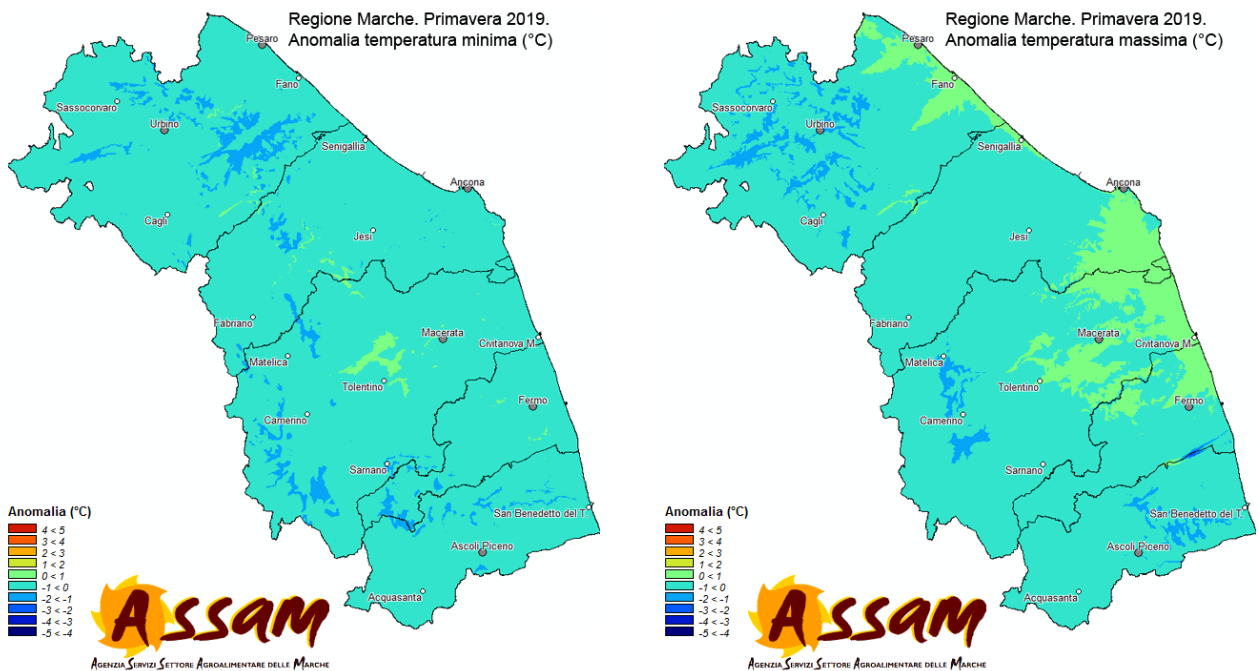 Regione Marche. Primavera 2019.
Anomalia temperatura minima (°C)
Pesaro
Fano
Sassocorvaro
Urbino
Senigallia
Ancona
Cagli
Jesi
Fabriano
Macerata
Civitanova M.
Matelica
Tolentino
Fermo
Camerino
Sarnano
San Benedetto del T.
Ascoli Piceno
Acquasanta
Anomalia (°C)
4 < 5
3 < 4
2 < 3
1 < 2
0 < 1
-1 < 0
-2 < -1
-3 < -2
-4 < -3
-5 < -4
ASSAM
AGENZIA SERVIZI SETTORE AGROALIMENTARE DELLE MARCHE
Regione Marche. Primavera 2019.
Anomalia temperatura massima (°C)
Pesaro
Fano
Sassocorvaro
Urbino
Senigallia
Ancona
Cagli
Jesi
Fabriano
Macerata
Civitanova M.
Matelica
Tolentino
Fermo
Camerino
Sarnano
San Benedetto del T.
Ascoli Piceno
Acquasanta
Anomalia (°C)
4 < 5
3 < 4
2 < 3
1 < 2
0 < 1
-1 < 0
-2 < -1
-3 < -2
-4 < -3
-5 < -4
ASSAM
AGENZIA SERVIZI SETTORE AGROALIMENTARE DELLE MARCHE